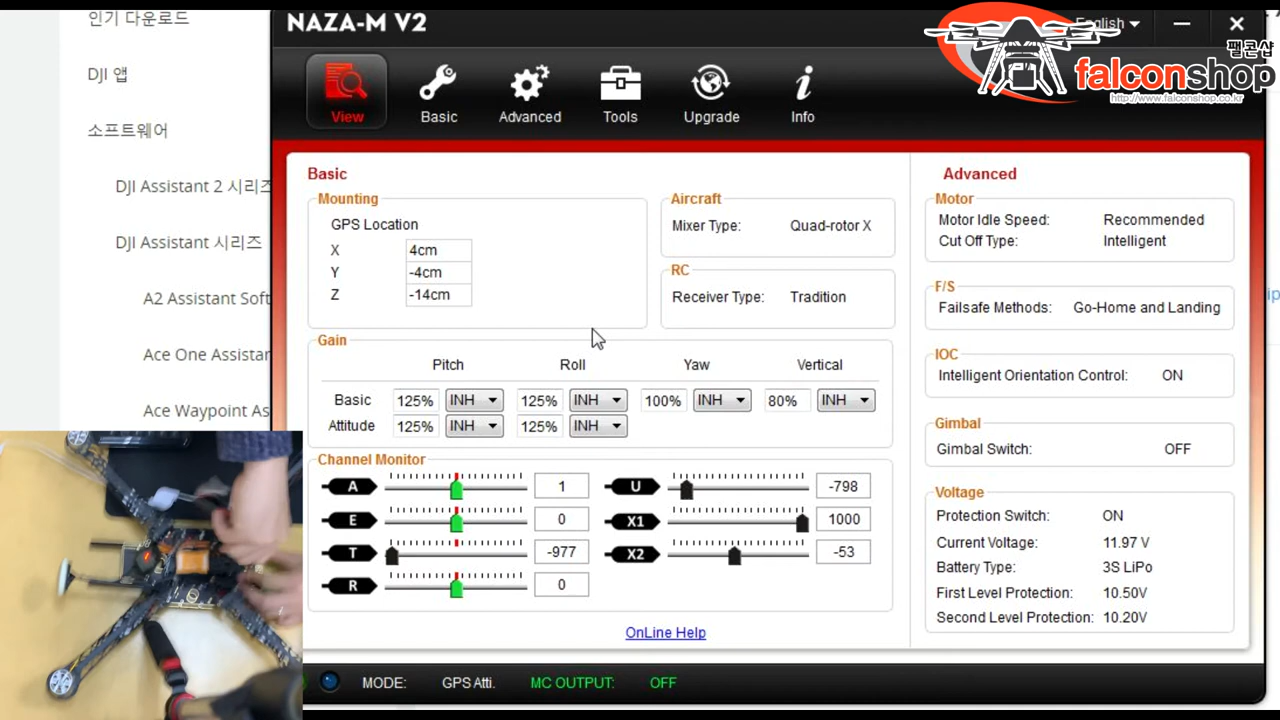 인기 다운로드
DJI 앱
소프트웨어
DJI Assistant 2 시리즈
DJI Assistant 시리즈
A2 Assistant Soft
Ace One Assistar
Ace Waypoint As
NAZA-M V2
English
팰콘샵
falconshop
http://www.falconshop.co.kr
View
Basic
Advanced
Tools
Upgrade
Info
Basic
Mounting
GPS Location
X 4cm
Y -4cm
Z -14cm
Aircraft
Mixer Type: Quad-rotor X
RC
Receiver Type: Tradition
Gain
Pitch Roll Yaw Vertical
Basic 125% INH 125% INH 100% INH 80% INH
Attitude 125% INH 125% INH
Channel Monitor
A 1 U -798
E 0 X1 1000
T -977 X2 -53
R 0
OnLine Help
Advanced
Motor
Motor Idle Speed: Recommended
Cut Off Type: Intelligent
F/S
Failsafe Methods: Go-Home and Landing
IOC
Intelligent Orientation Control: ON
Gimbal
Gimbal Switch: OFF
Voltage
Protection Switch: ON
Current Voltage: 11.97 V
Battery Type: 3S LiPo
First Level Protection: 10.50V
Second Level Protection: 10.20V
MODE: GPS Atti. MC OUTPUT: OFF